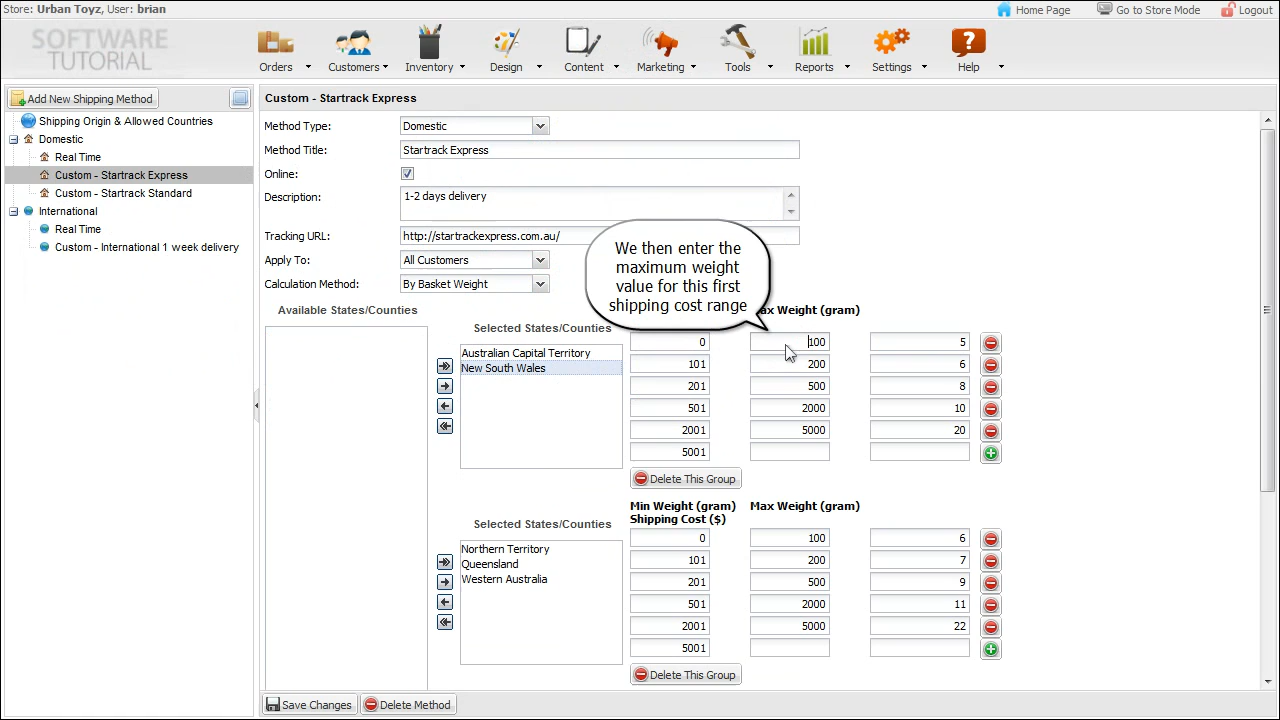 Store: Urban Toyz, User: brian
Home Page
Go to Store Mode
Logout
SOFTWARE
TUTORIAL
Orders
Customers
Inventory
Design
Content
Marketing
Tools
Reports
Settings
Help
Add New Shipping Method
Shipping Origin & Allowed Countries
Domestic
Real Time
Custom - Startrack Express
Custom - Startrack Standard
International
Real Time
Custom - International 1 week delivery
Custom - Startrack Express
Method Type: Domestic
Method Title: Startrack Express
Online:
Description: 1-2 days delivery
Tracking URL: http://startrackexpress.com.au/
Apply To: All Customers
Calculation Method: By Basket Weight
We then enter the
maximum weight
value for this first
shipping cost range
Available States/Counties
Selected States/Counties
Australian Capital Territory
New South Wales
Weight (gram)
0 100 5
101 200 6
201 500 8
501 2000 10
2001 5000 20
5001
Delete This Group
Selected States/Counties
Northern Territory
Queensland
Western Australia
Min Weight (gram) Max Weight (gram)
Shipping Cost ($)
0 100 6
101 200 7
201 500 9
501 2000 11
2001 5000 22
5001
Delete This Group
Save Changes
Delete Method